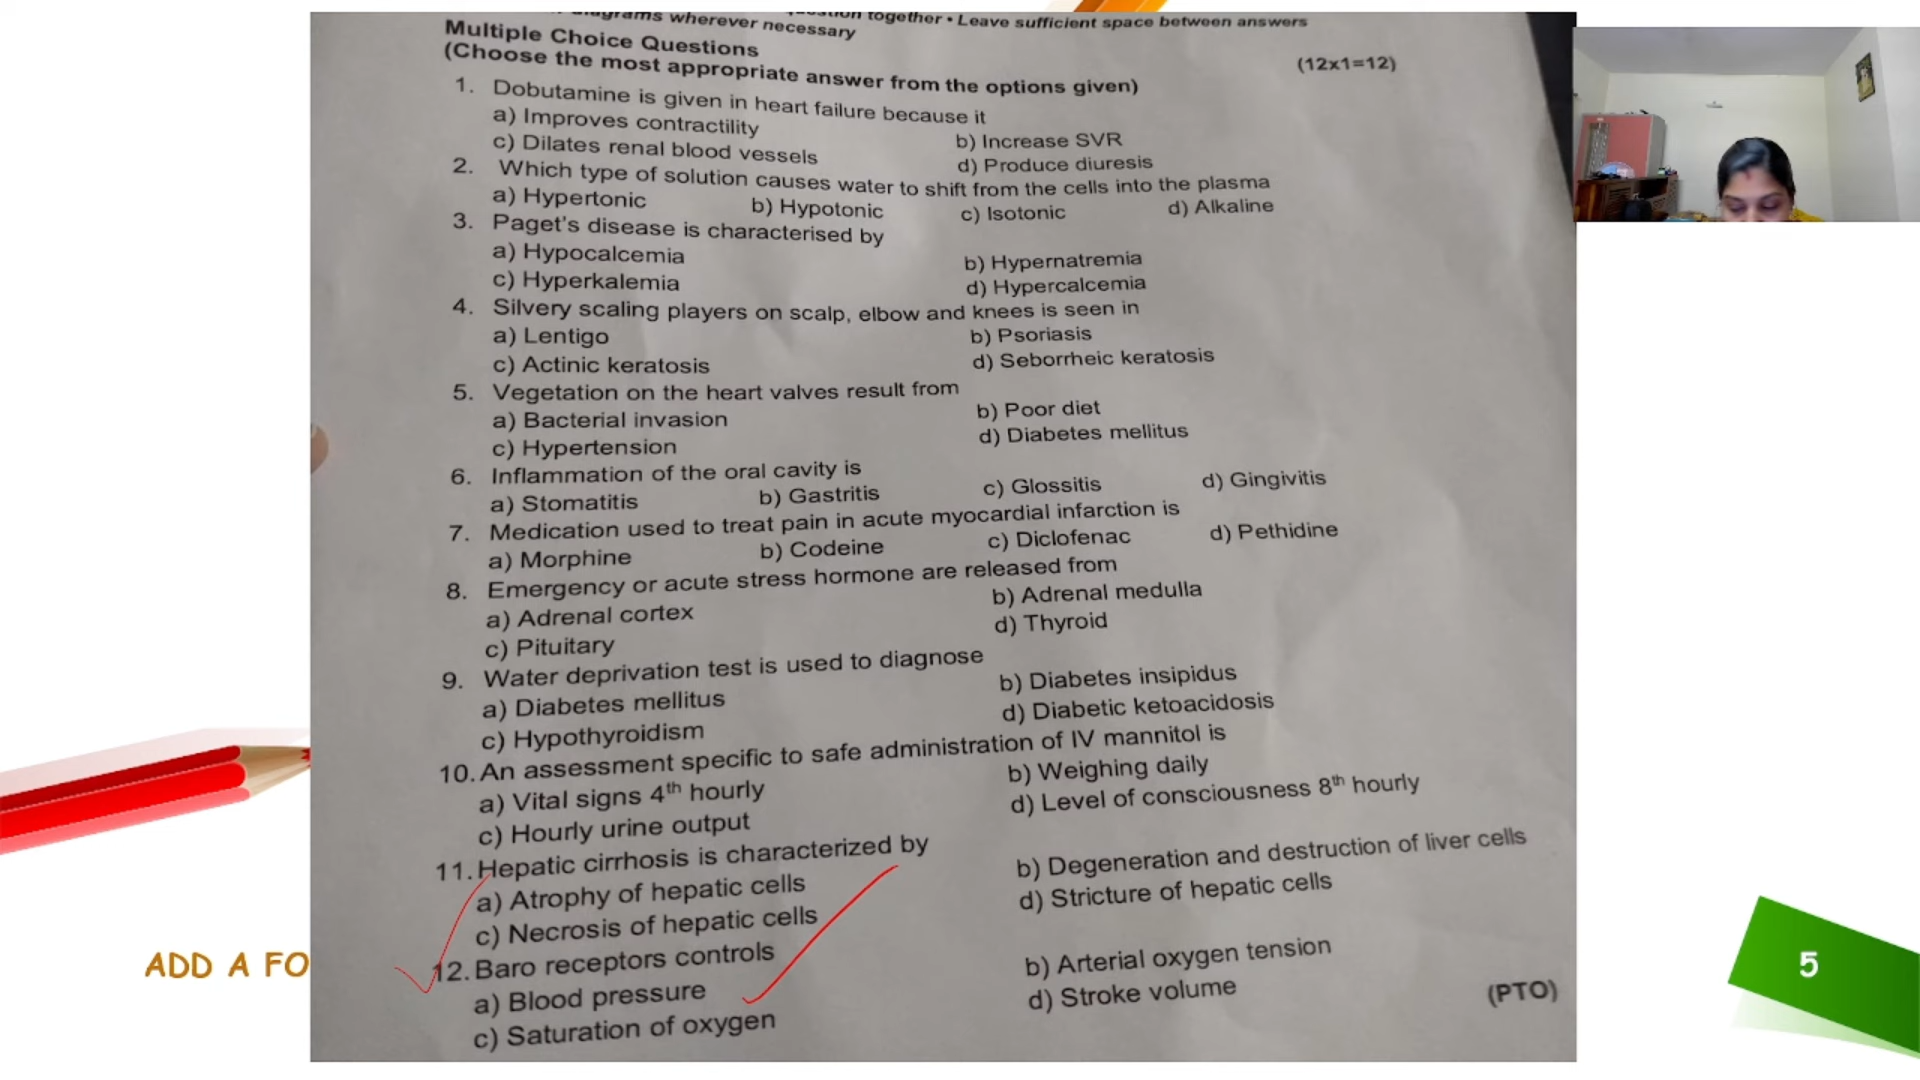 diagrams wherever necessary together • Leave sufficient space between answers
Multiple Choice Questions
(Choose the most appropriate answer from the options given) (12x1=12)
1. Dobutamine is given in heart failure because it
a) Improves contractility b) Increase SVR
c) Dilates renal blood vessels d) Produce diuresis
2. Which type of solution causes water to shift from the cells into the plasma
a) Hypertonic b) Hypotonic c) Isotonic d) Alkaline
3. Paget's disease is characterised by
a) Hypocalcemia b) Hypernatremia
c) Hyperkalemia d) Hypercalcemia
4. Silvery scaling players on scalp, elbow and knees is seen in
a) Lentigo b) Psoriasis
c) Actinic keratosis d) Seborrheic keratosis
5. Vegetation on the heart valves result from
a) Bacterial invasion b) Poor diet
c) Hypertension d) Diabetes mellitus
6. Inflammation of the oral cavity is
a) Stomatitis b) Gastritis c) Glossitis d) Gingivitis
7. Medication used to treat pain in acute myocardial infarction is
a) Morphine b) Codeine c) Diclofenac d) Pethidine
8. Emergency or acute stress hormone are released from
a) Adrenal cortex b) Adrenal medulla
c) Pituitary d) Thyroid
9. Water deprivation test is used to diagnose
a) Diabetes mellitus b) Diabetes insipidus
c) Hypothyroidism d) Diabetic ketoacidosis
10. An assessment specific to safe administration of IV mannitol is
a) Vital signs 4th hourly b) Weighing daily
c) Hourly urine output d) Level of consciousness 8th hourly
11. Hepatic cirrhosis is characterized by
a) Atrophy of hepatic cells b) Degeneration and destruction of liver cells
c) Necrosis of hepatic cells d) Stricture of hepatic cells
12. Baro receptors controls
a) Blood pressure b) Arterial oxygen tension
c) Saturation of oxygen d) Stroke volume
(PTO)
ADD A FO
5